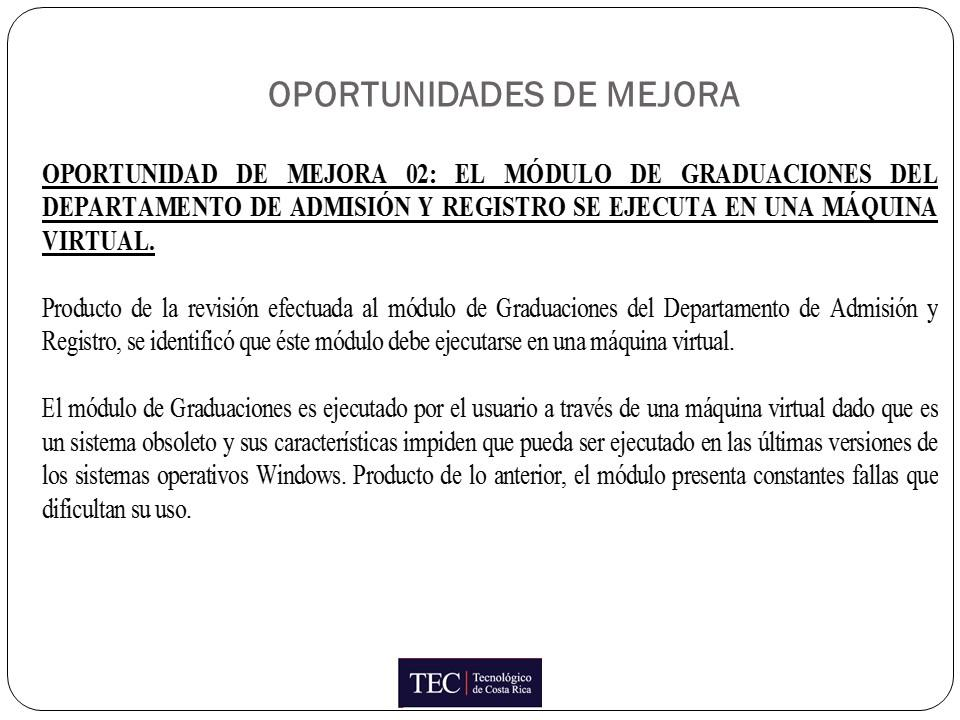 OPORTUNIDADES DE MEJORA
OPORTUNIDAD DE MEJORA 02: EL MÓDULO DE GRADUACIONES DEL
DEPARTAMENTO DE ADMISIÓN Y REGISTRO SE EJECUTA EN UNA MÁQUINA
VIRTUAL.
Producto de la revisión efectuada al módulo de Graduaciones del Departamento de Admisión y
Registro, se identificó que éste módulo debe ejecutarse en una máquina virtual.
El módulo de Graduaciones es ejecutado por el usuario a través de una máquina virtual dado que es
un sistema obsoleto y sus características impiden que pueda ser ejecutado en las últimas versiones de
los sistemas operativos Windows. Producto de lo anterior, el módulo presenta constantes fallas que
dificultan su uso.
TEC | Tecnológico
de Costa Rica